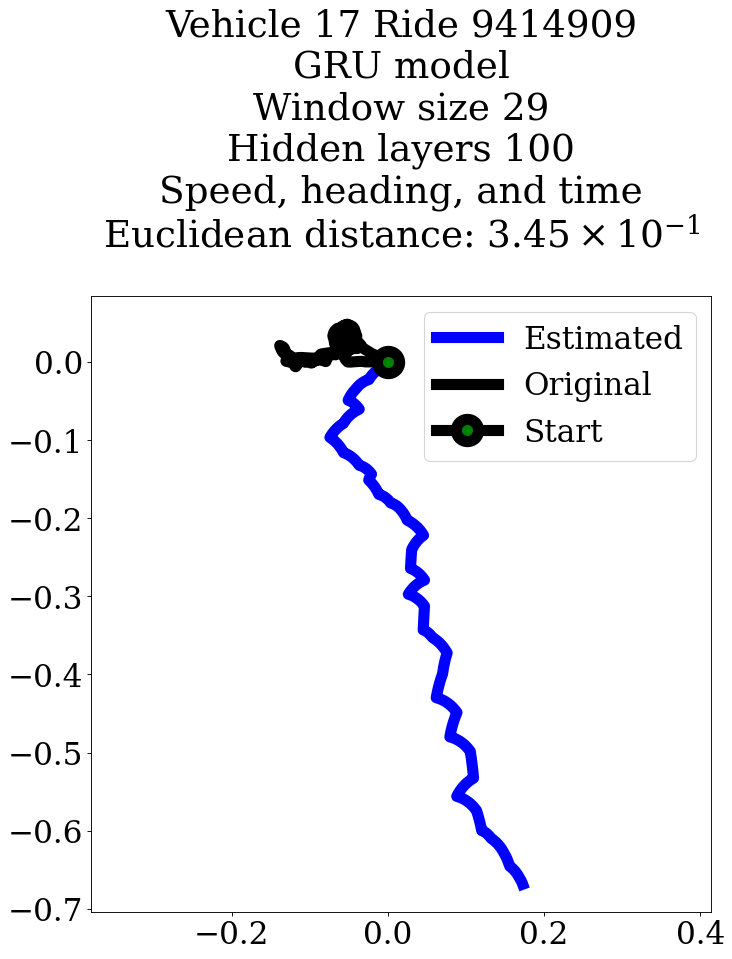 Vehicle 17 Ride 9414909
GRU model
Window size 29
Hidden layers 100
Speed, heading, and time
Euclidean distance: 3.45 × 10⁻¹
Estimated
Original
Start
0.0
−0.1
−0.2
−0.3
−0.4
−0.5
−0.6
−0.7
−0.2
0.0
0.2
0.4